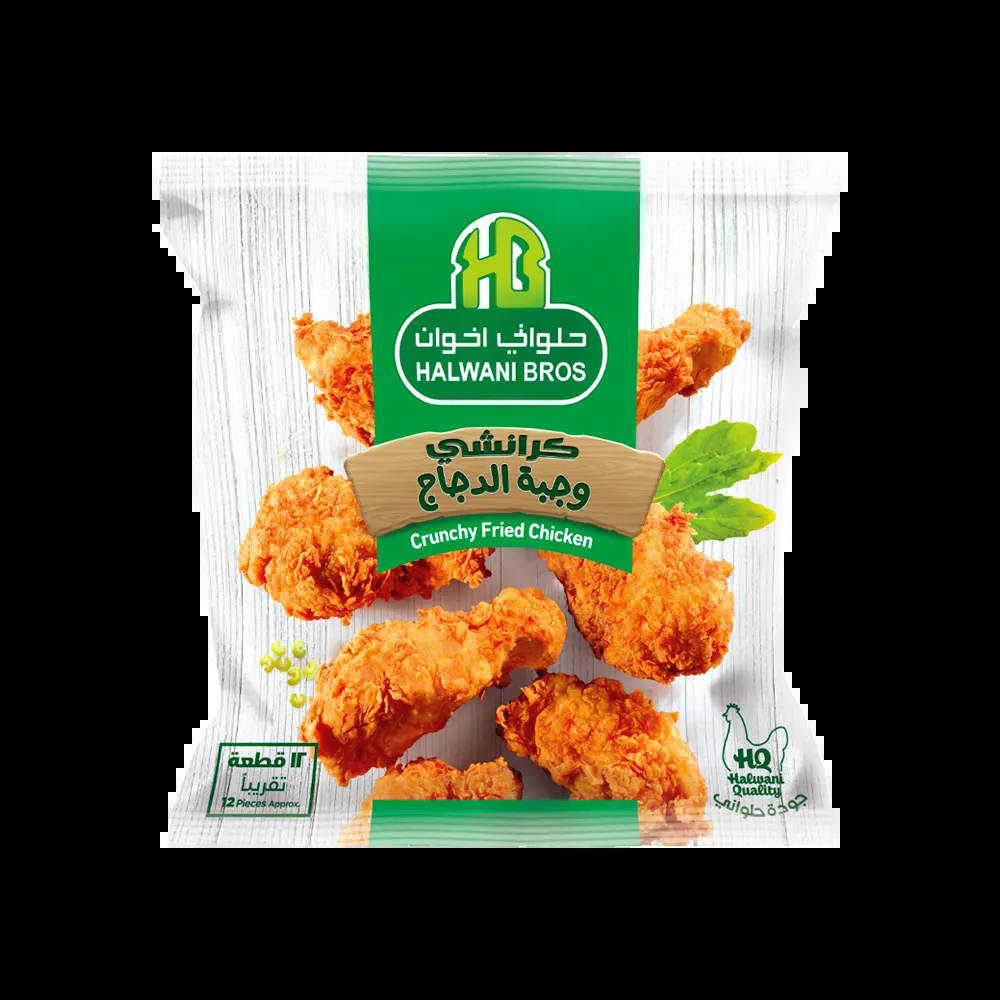 HB
حلواني اخوان
HALWANI BROS
كرانشي
وجبة الدجاج
Crunchy Fried Chicken
١٢ قطعة
تقريباً
12 Pieces Approx.
HQ
Halwani
Quality
جودة حلواني